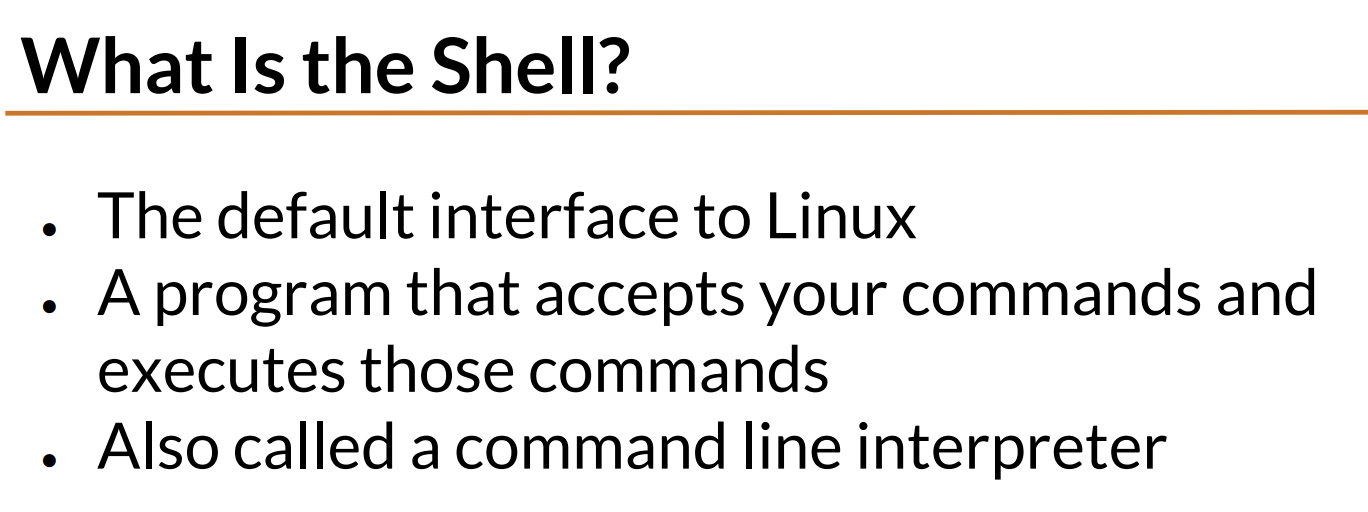 What Is the Shell?
• The default interface to Linux
• A program that accepts your commands and
executes those commands
• Also called a command line interpreter